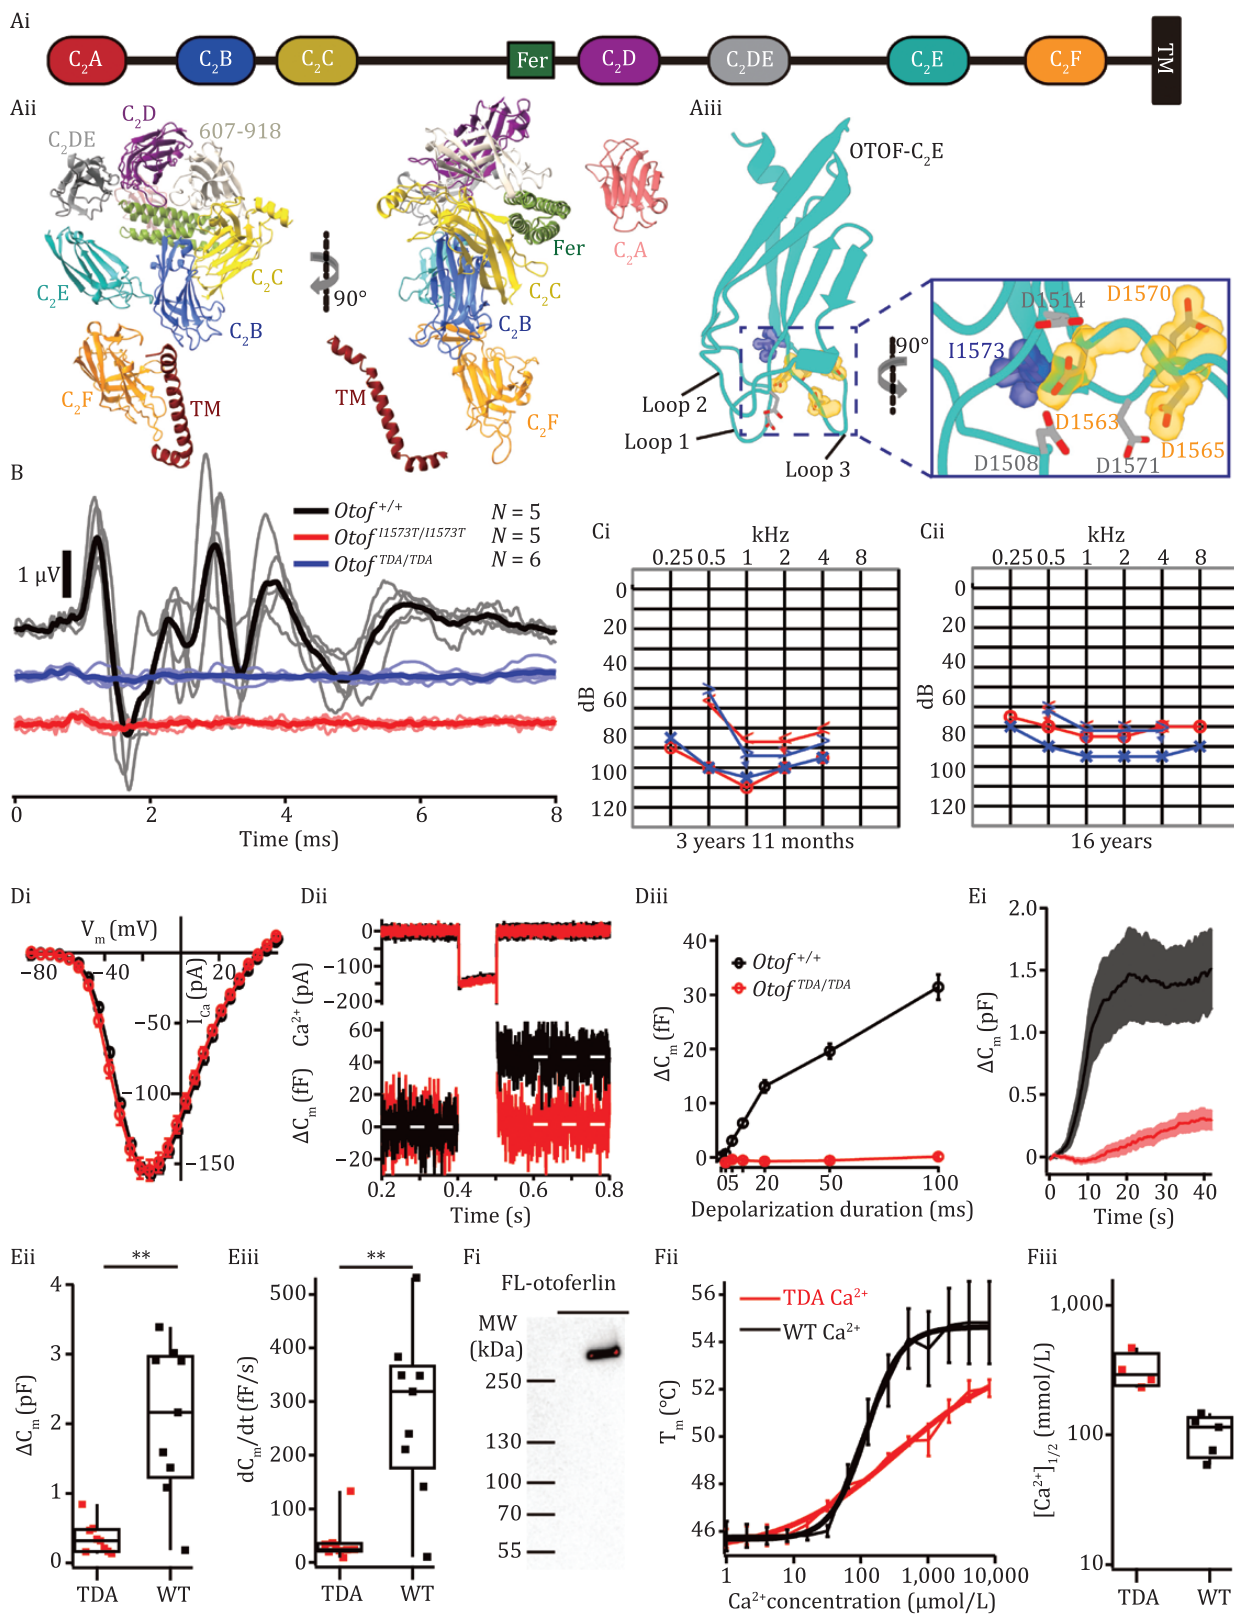 Ai
C₂A C₂B C₂C Fer C₂D C₂DE C₂E C₂F TM
Aii
C₂D
607-918
C₂DE
C₂E
C₂C
C₂B
C₂F
TM
90°
Fer
C₂A
C₂C
C₂B
TM
C₂F
Aiii
OTOF-C₂E
Loop 2
Loop 1
Loop 3
90°
D1514
D1570
I1573
D1563
D1508
D1571
D1565
B
1 μV
Otof +/+ N = 5
Otof I1573T/I1573T N = 5
Otof TDA/TDA N = 6
0 2 4 6 8
Time (ms)
Ci
kHz
0.25 0.5 1 2 4 8
0
20
40
60
80
100
120
dB
3 years 11 months
Cii
kHz
0.25 0.5 1 2 4 8
0
20
40
60
80
100
120
dB
16 years
Di
Vₘ (mV)
−80 −40 20
I_Ca (pA)
−50
−100
−150
Dii
0
−100
−200
Ca²⁺ (pA)
60
40
20
0
−20
ΔCₘ (fF)
0.2 0.4 0.6 0.8
Time (s)
Diii
Otof +/+
Otof TDA/TDA
40
30
20
10
0
ΔCₘ (fF)
05 20 50 100
Depolarization duration (ms)
Ei
2.0
1.5
1.0
0.5
0
ΔCₘ (pF)
0 10 20 30 40
Time (s)
Eii
**
4
3
2
1
0
ΔCₘ (pF)
TDA WT
Eiii
**
500
400
300
200
100
0
dCₘ/dt (fF/s)
TDA WT
Fi
FL-otoferlin
MW
(kDa)
250
130
100
70
55
Fii
TDA Ca²⁺
WT Ca²⁺
56
54
52
50
48
46
Tₘ (°C)
1 10 100 1,000 10,000
Ca²⁺concentration (μmol/L)
Fiii
1,000
100
10
[Ca²⁺]₁/₂ (mmol/L)
TDA WT